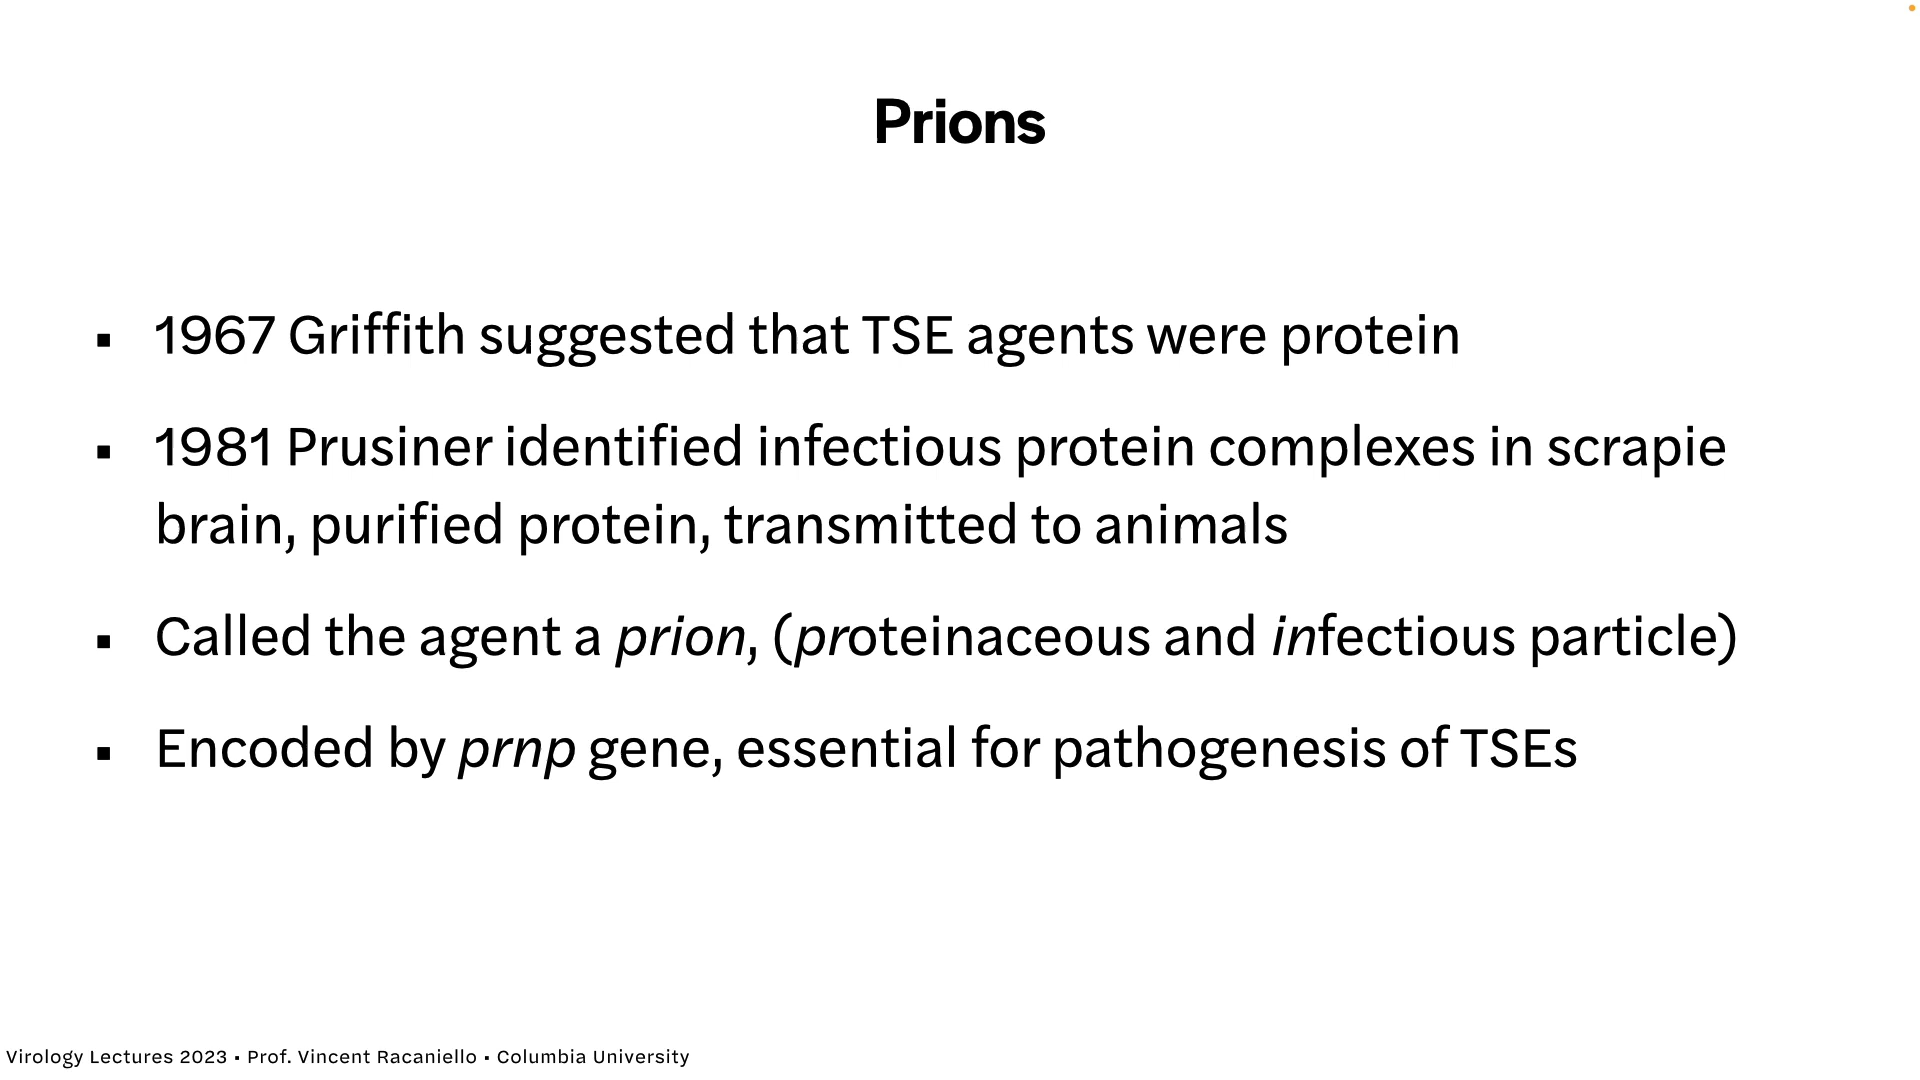 Prions
▪ 1967 Griffith suggested that TSE agents were protein
▪ 1981 Prusiner identified infectious protein complexes in scrapie
brain, purified protein, transmitted to animals
▪ Called the agent a prion, (proteinaceous and infectious particle)
▪ Encoded by prnp gene, essential for pathogenesis of TSEs
Virology Lectures 2023 • Prof. Vincent Racaniello • Columbia University